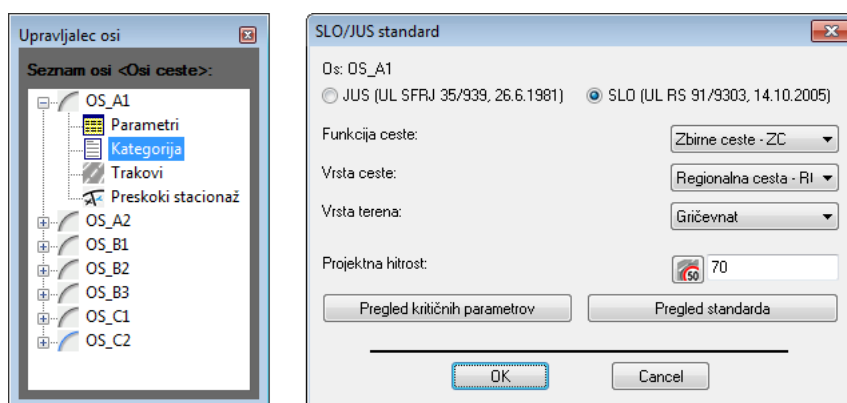 Upravljalec osi
Seznam osi <Osi ceste>:
OS_A1
Parametri
Kategorija
Trakovi
Preskoki stacionaž
OS_A2
OS_B1
OS_B2
OS_B3
OS_C1
OS_C2
SLO/JUS standard
Os: OS_A1
JUS (UL SFRJ 35/939, 26.6.1981) SLO (UL RS 91/9303, 14.10.2005)
Funkcija ceste: Zbirne ceste - ZC
Vrsta ceste: Regionalna cesta - RI
Vrsta terena: Gričevnat
Projektna hitrost: 50 70
Pregled kritičnih parametrov Pregled standarda
OK Cancel